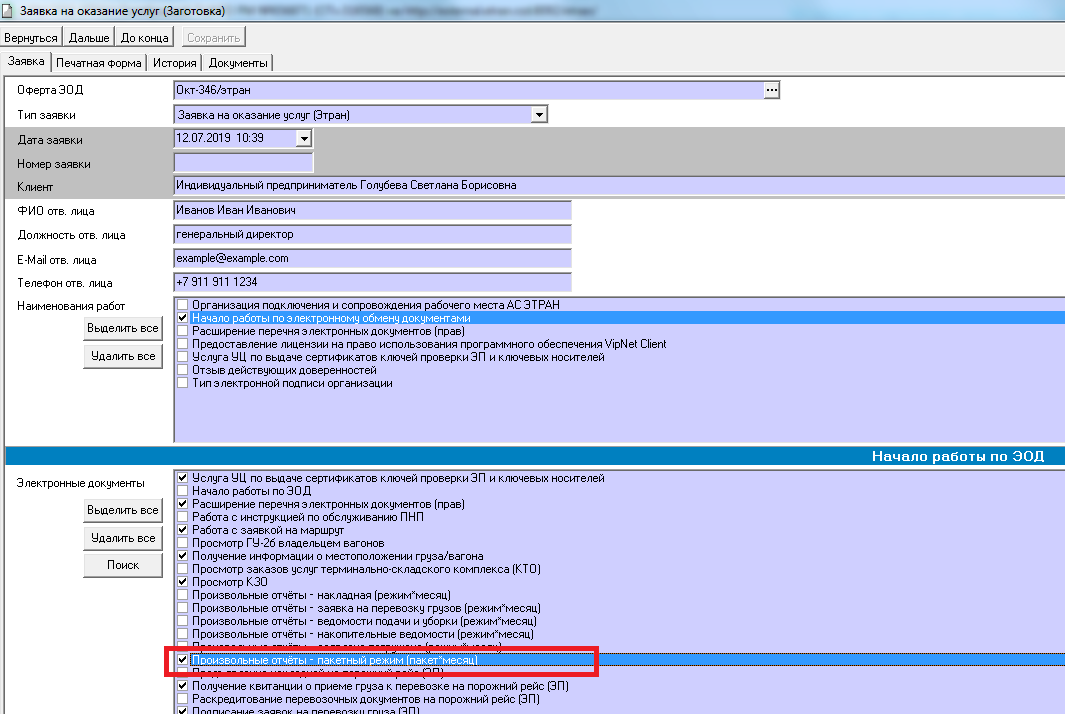 Заявка на оказание услуг (Заготовка)
Вернуться Дальше До конца Сохранить
Заявка Печатная форма История Документы
Оферта ЭОД Окт-346/этран ...
Тип заявки Заявка на оказание услуг (Этран)
Дата заявки 12.07.2019 10:39
Номер заявки
Клиент Индивидуальный предприниматель Голубева Светлана Борисовна
ФИО отв. лица Иванов Иван Иванович
Должность отв. лица генеральный директор
E-Mail отв. лица example@example.com
Телефон отв. лица +7 911 911 1234
Наименования работ
Организация подключения и сопровождения рабочего места АС ЭТРАН
Начало работы по электронному обмену документами
Расширение перечня электронных документов (прав)
Предоставление лицензии на право использования программного обеспечения VipNet Client
Услуга УЦ по выдаче сертификатов ключей проверки ЭП и ключевых носителей
Отзыв действующих доверенностей
Тип электронной подписи организации
Выделить все
Удалить все
Начало работы по ЭОД
Электронные документы
Услуга УЦ по выдаче сертификатов ключей проверки ЭП и ключевых носителей
Начало работы по ЭОД
Расширение перечня электронных документов (прав)
Работа с инструкцией по обслуживанию ПНП
Работа с заявкой на маршрут
Просмотр ГУ-2б владельцем вагонов
Получение информации о местоположении груза/вагона
Просмотр заказов услуг терминально-складского комплекса (КТО)
Просмотр КЗО
Произвольные отчёты - накладная (режим*месяц)
Произвольные отчёты - заявка на перевозку грузов (режим*месяц)
Произвольные отчёты - ведомости подачи и уборки (режим*месяц)
Произвольные отчёты - накопительные ведомости (режим*месяц)
Произвольные отчёты - пакетный режим (пакет*месяц)
Получение квитанции о приеме груза к перевозке на порожний рейс (ЭП)
Раскредитование перевозочных документов на порожний рейс (ЭП)
Подписание заявок на перевозку груза (ЭП)
Выделить все
Удалить все
Поиск